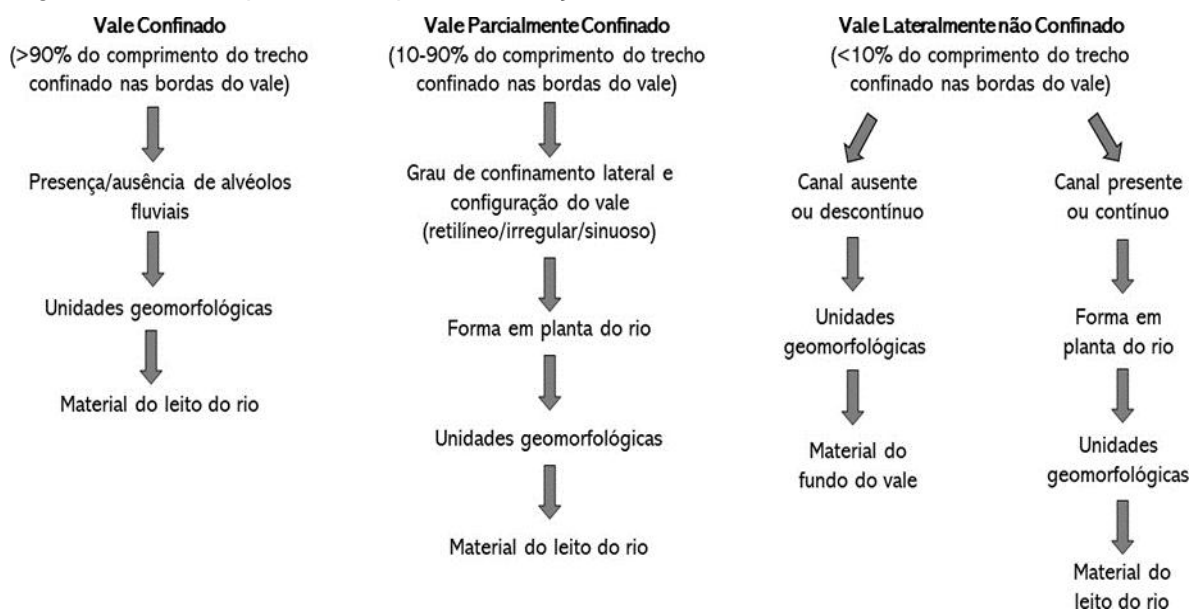 Vale Confinado
(>90% do comprimento do trecho
confinado nas bordas do vale)
Presença/ausência de alvéolos
fluviais
Unidades geomorfológicas
Material do leito do rio
Vale Parcialmente Confinado
(10-90% do comprimento do trecho
confinado nas bordas do vale)
Grau de confinamento lateral e
configuração do vale
(retilíneo/irregular/sinuoso)
Forma em planta do rio
Unidades geomorfológicas
Material do leito do rio
Vale Lateralmente não Confinado
(<10% do comprimento do trecho
confinado nas bordas do vale)
Canal ausente
ou descontínuo
Unidades
geomorfológicas
Material do
fundo do vale
Canal presente
ou contínuo
Forma em
planta do rio
Unidades
geomorfológicas
Material do
leito do rio